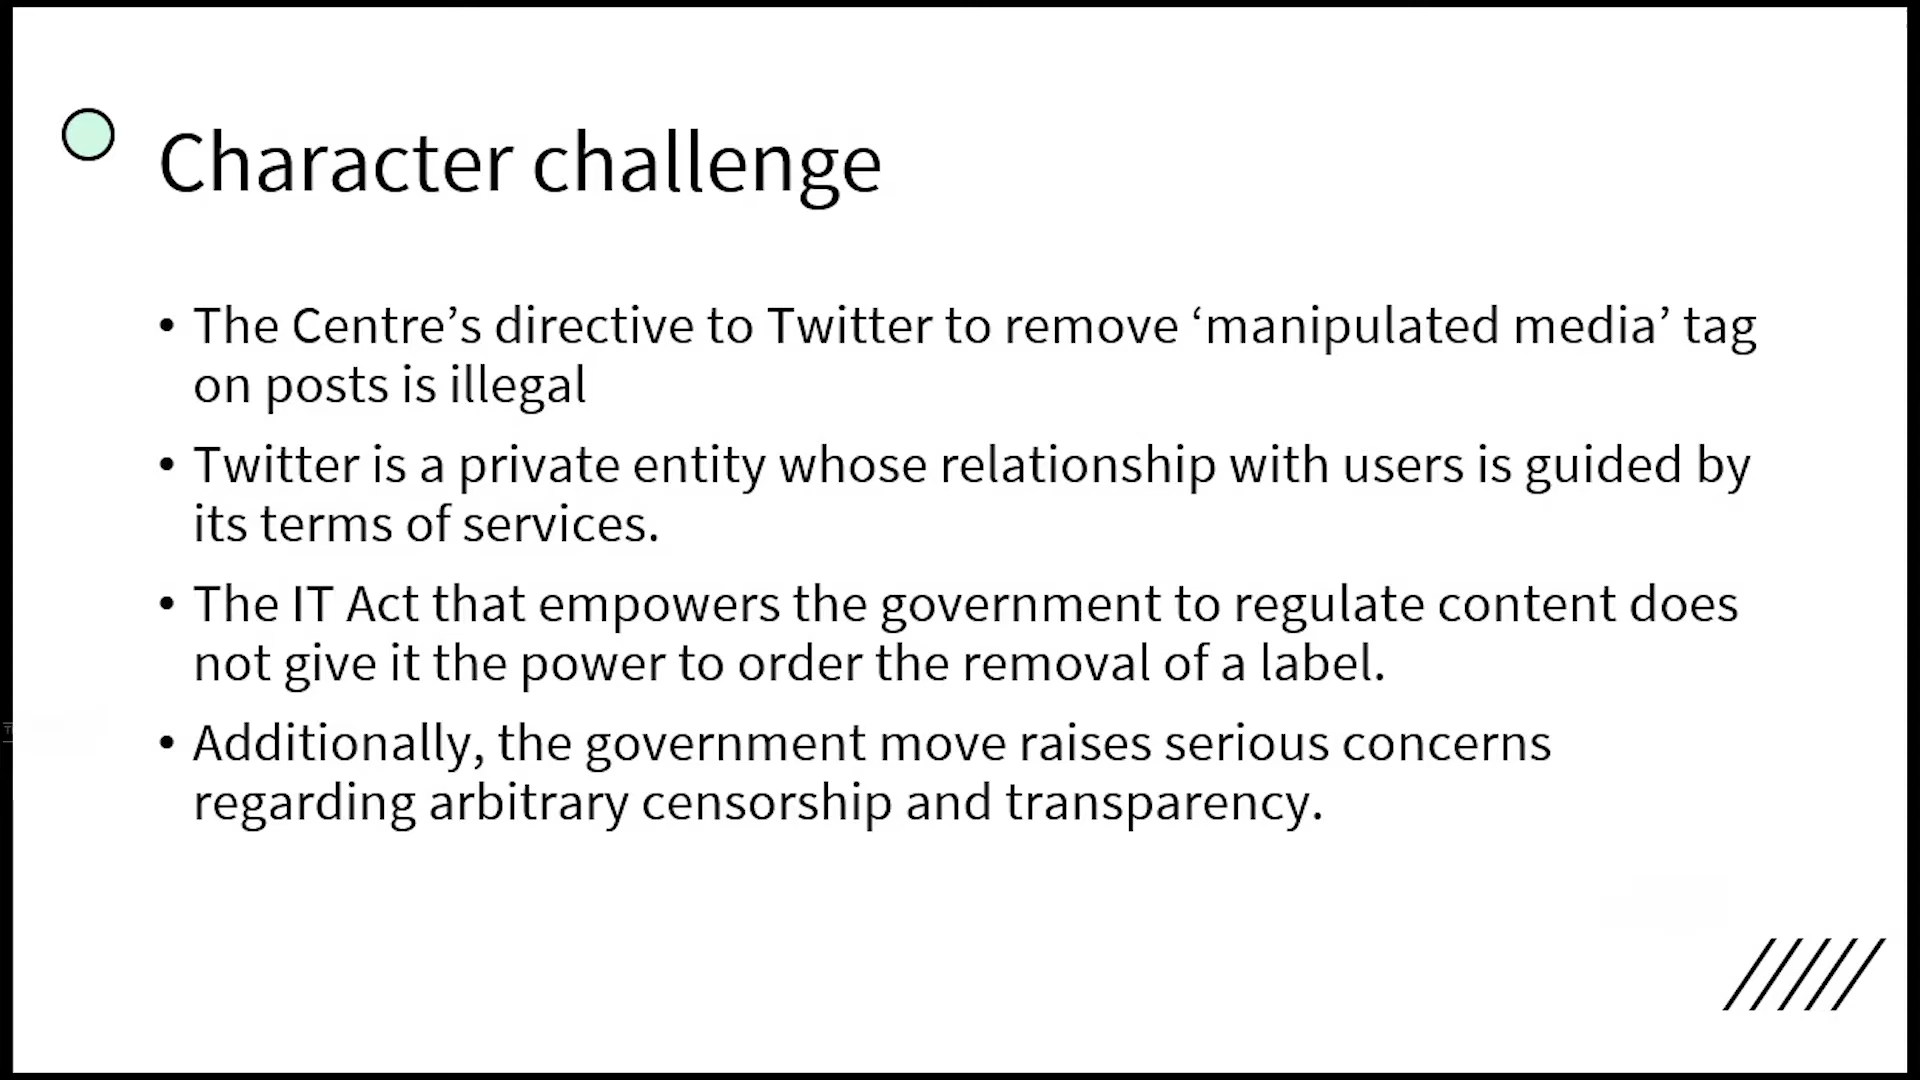 Character challenge
• The Centre’s directive to Twitter to remove ‘manipulated media’ tag
on posts is illegal
• Twitter is a private entity whose relationship with users is guided by
its terms of services.
• The IT Act that empowers the government to regulate content does
not give it the power to order the removal of a label.
• Additionally, the government move raises serious concerns
regarding arbitrary censorship and transparency.